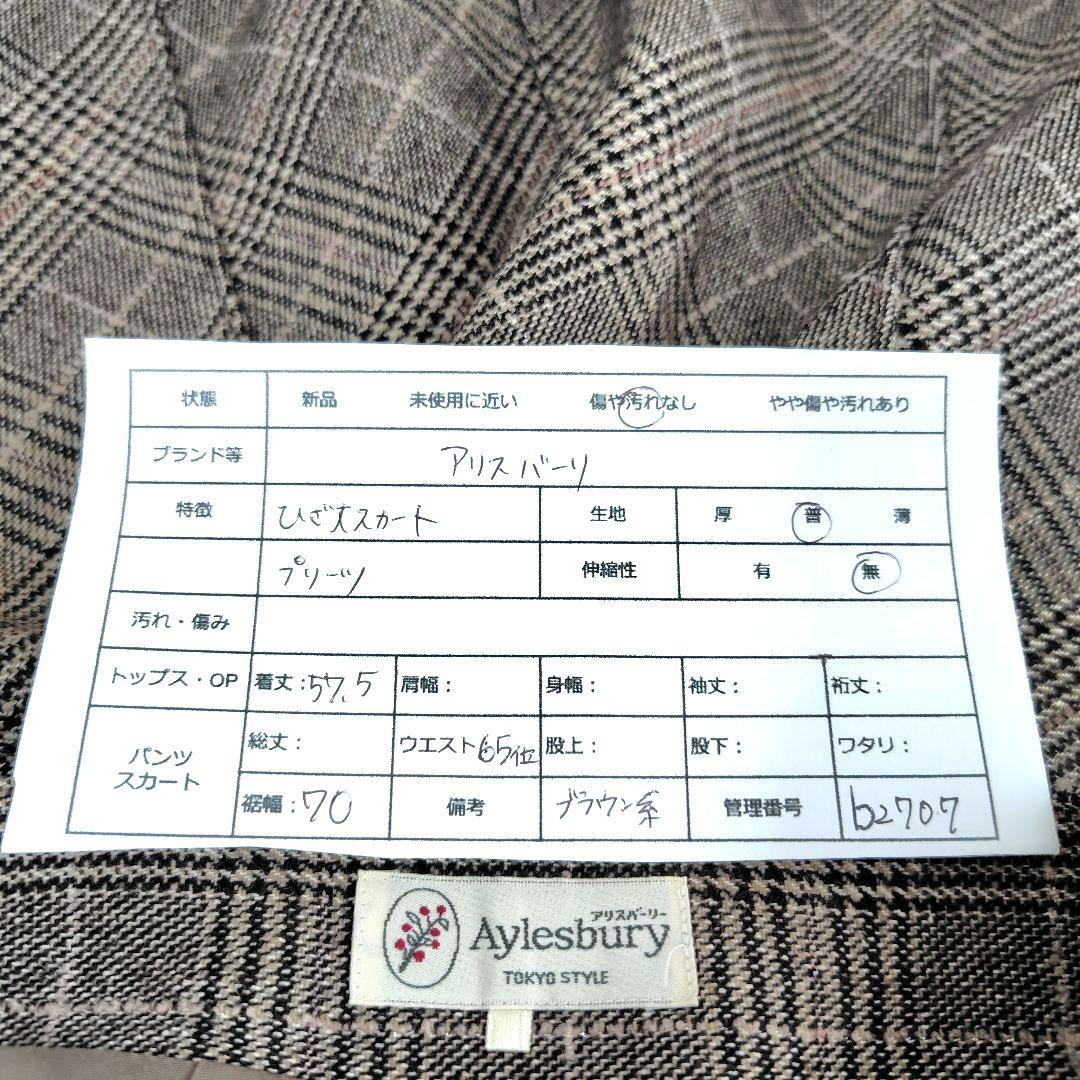 状態 新品 未使用に近い 傷や汚れなし やや傷や汚れあり
ブランド等 アリスバーリ
特徴 ひざ丈スカート 生地 厚 普 薄
プリーツ 伸縮性 有 無
汚れ・傷み
トップス・OP 着丈:57.5 肩幅: 身幅: 袖丈: 裄丈:
パンツ スカート 総丈: ウエスト65位 股上: 股下: ワタリ:
裾幅:70 備考 ブラウン系 管理番号 b2707
アリスバーリー
Aylesbury
TOKYO STYLE